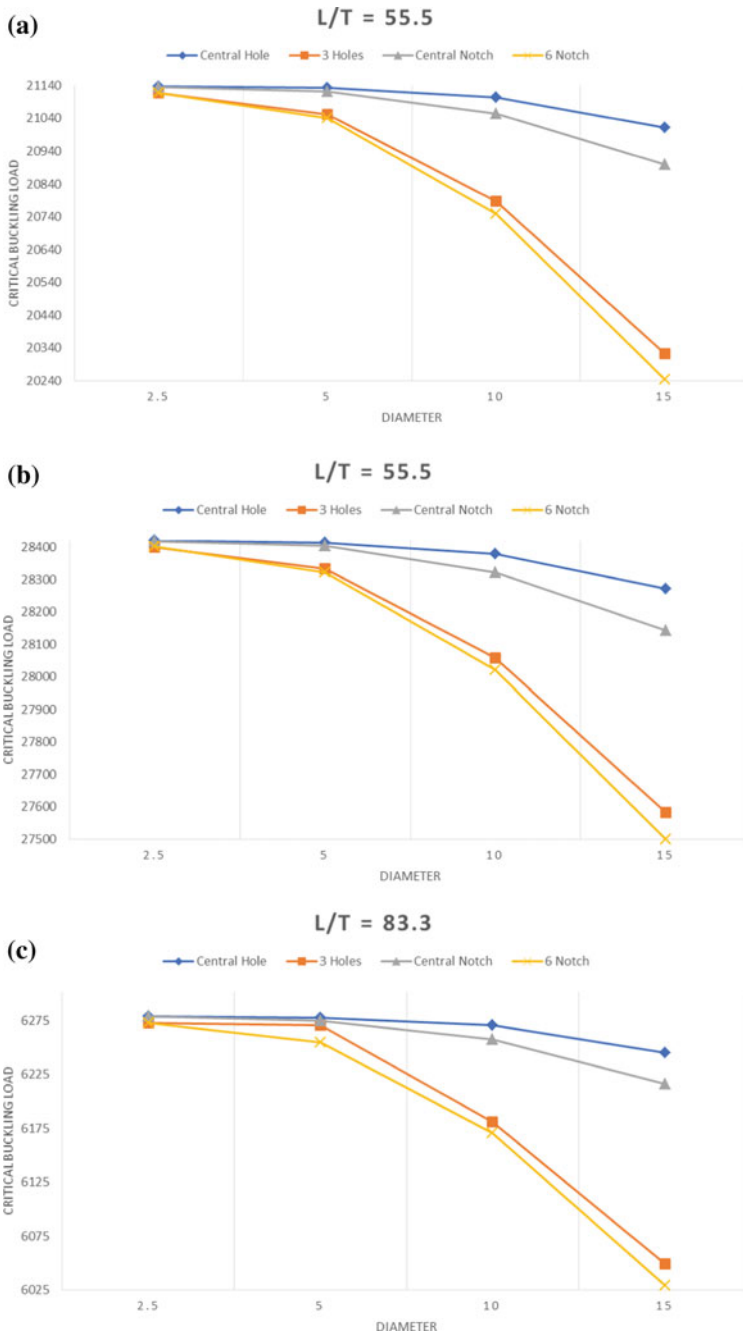 (a)
L/T = 55.5
Central Hole 3 Holes Central Notch 6 Notch
21140
21040
20940
20840
20740
20640
20540
20440
20340
20240
CRITICAL BUCKLING LOAD
2.5 5 10 15
DIAMETER
(b)
L/T = 55.5
Central Hole 3 Holes Central Notch 6 Notch
28400
28300
28200
28100
28000
27900
27800
27700
27600
27500
CRITICAL BUCKLING LOAD
2.5 5 10 15
DIAMETER
(c)
L/T = 83.3
Central Hole 3 Holes Central Notch 6 Notch
6275
6225
6175
6125
6075
6025
CRITICAL BUCKLING LOAD
2.5 5 10 15
DIAMETER